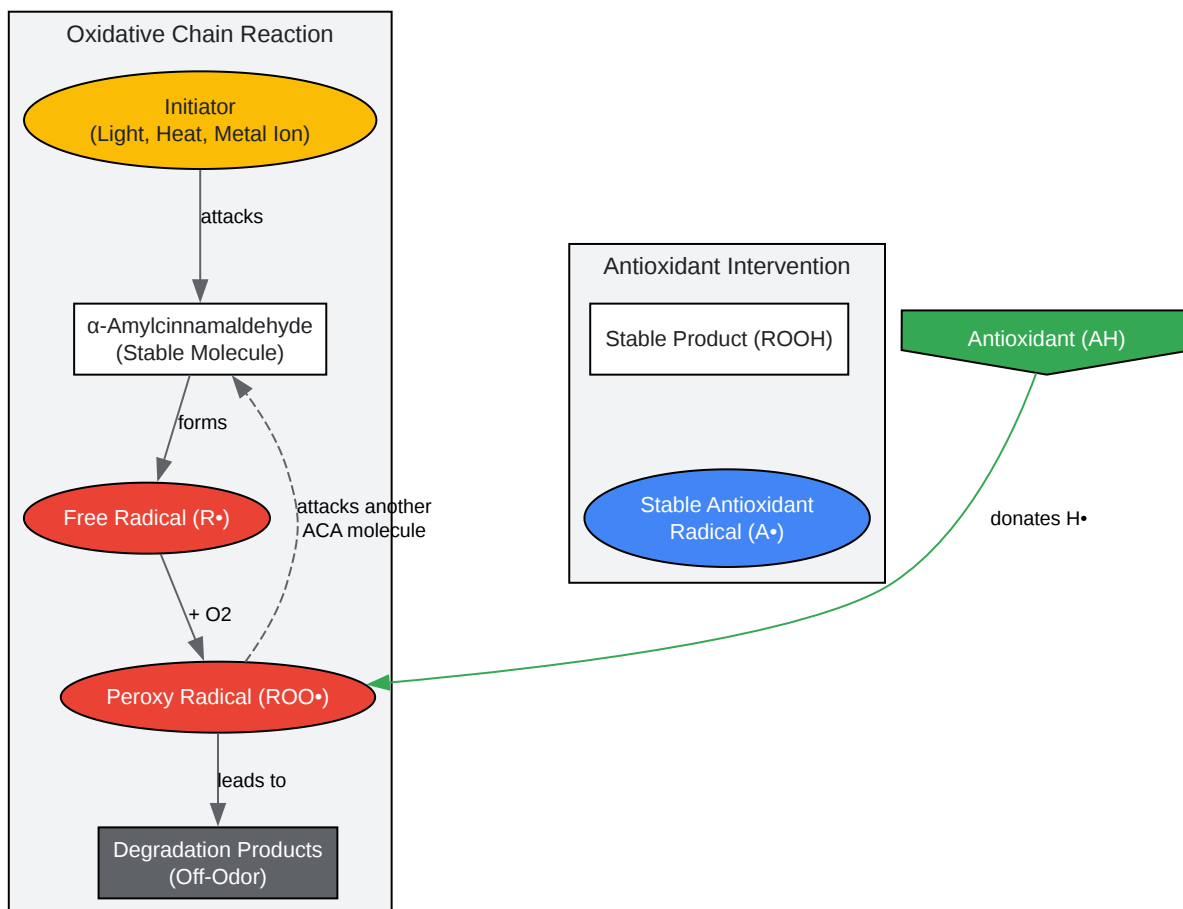 Oxidative Chain Reaction
Initiator
(Light, Heat, Metal Ion)
attacks
α-Amylcinnamaldehyde
(Stable Molecule)
forms
Free Radical (R•)
attacks another
ACA molecule
+ O2
Peroxy Radical (ROO•)
leads to
Degradation Products
(Off-Odor)
Antioxidant Intervention
Stable Product (ROOH)
Stable Antioxidant
Radical (A•)
Antioxidant (AH)
donates H•